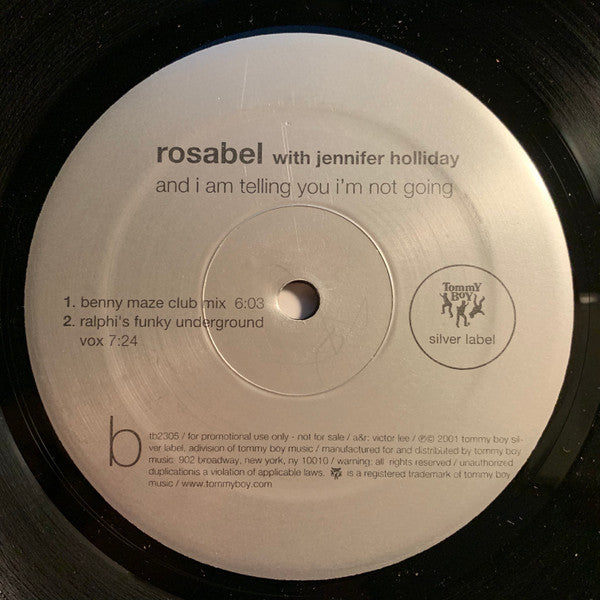 rosabel with jennifer holliday
and i am telling you i'm not going
1. benny maze club mix 6:03
2. ralphi's funky underground
vox 7:24
Tommy
Boy
silver label
b
tb2305 / for promotional use only - not for sale / a&r: victor lee / ℗© 2001 tommy boy sil-
ver label, adivision of tommy boy music / manufactured for and distributed by tommy boy
music. 902 broadway, new york, ny 10010 / warning: all rights reserved / unauthorized
duplicationis a violation of applicable laws. is a registered trademark of tommy boy
music / www.tommyboy.com